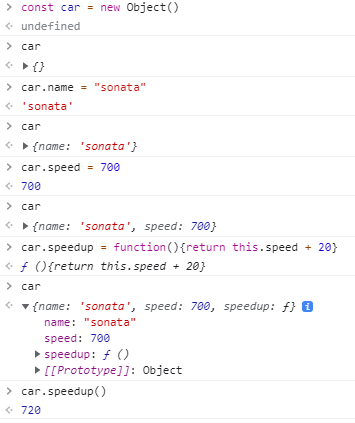 const car = new Object()
undefined
car
{}
car.name = "sonata"
'sonata'
car
{name: 'sonata'}
car.speed = 700
700
car
{name: 'sonata', speed: 700}
car.speedup = function(){return this.speed + 20}
ƒ (){return this.speed + 20}
car
{name: 'sonata', speed: 700, speedup: ƒ} i
name: "sonata"
speed: 700
speedup: ƒ ()
[[Prototype]]: Object
car.speedup()
720